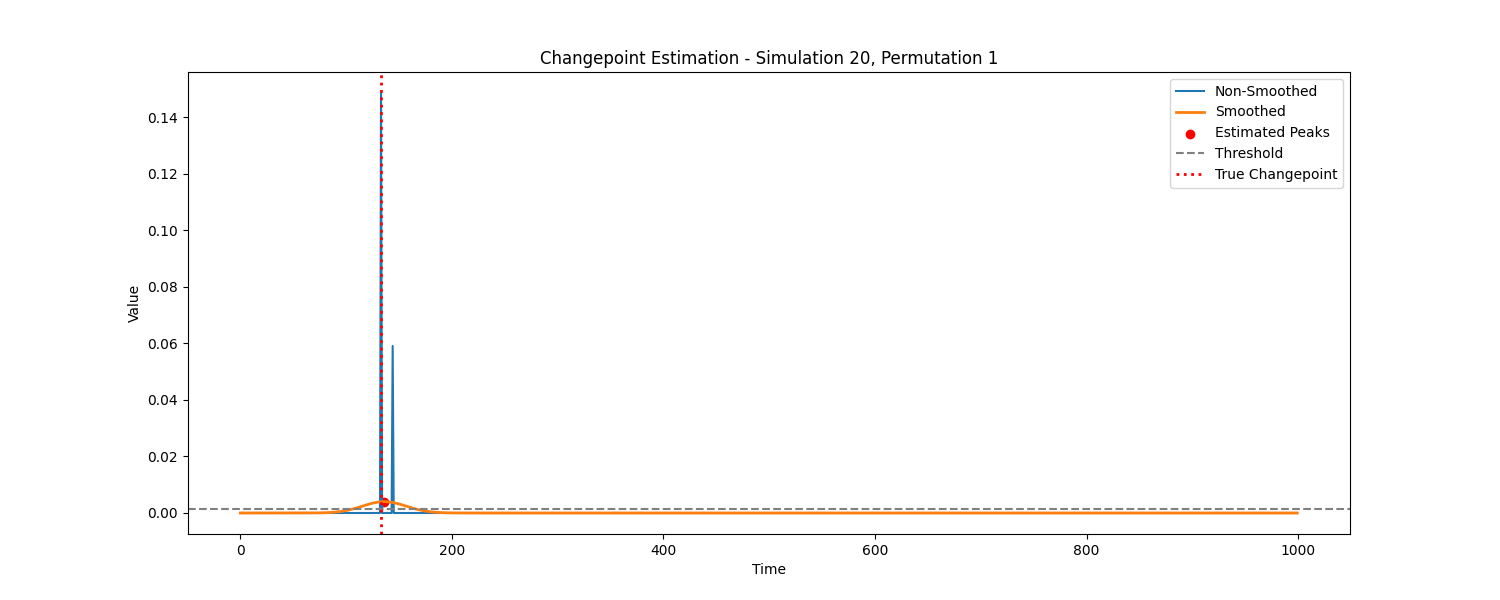 Changepoint Estimation - Simulation 20, Permutation 1
Non-Smoothed
Smoothed
Estimated Peaks
Threshold
True Changepoint
Value
0.14
0.12
0.10
0.08
0.06
0.04
0.02
0.00
0 200 400 600 800 1000
Time